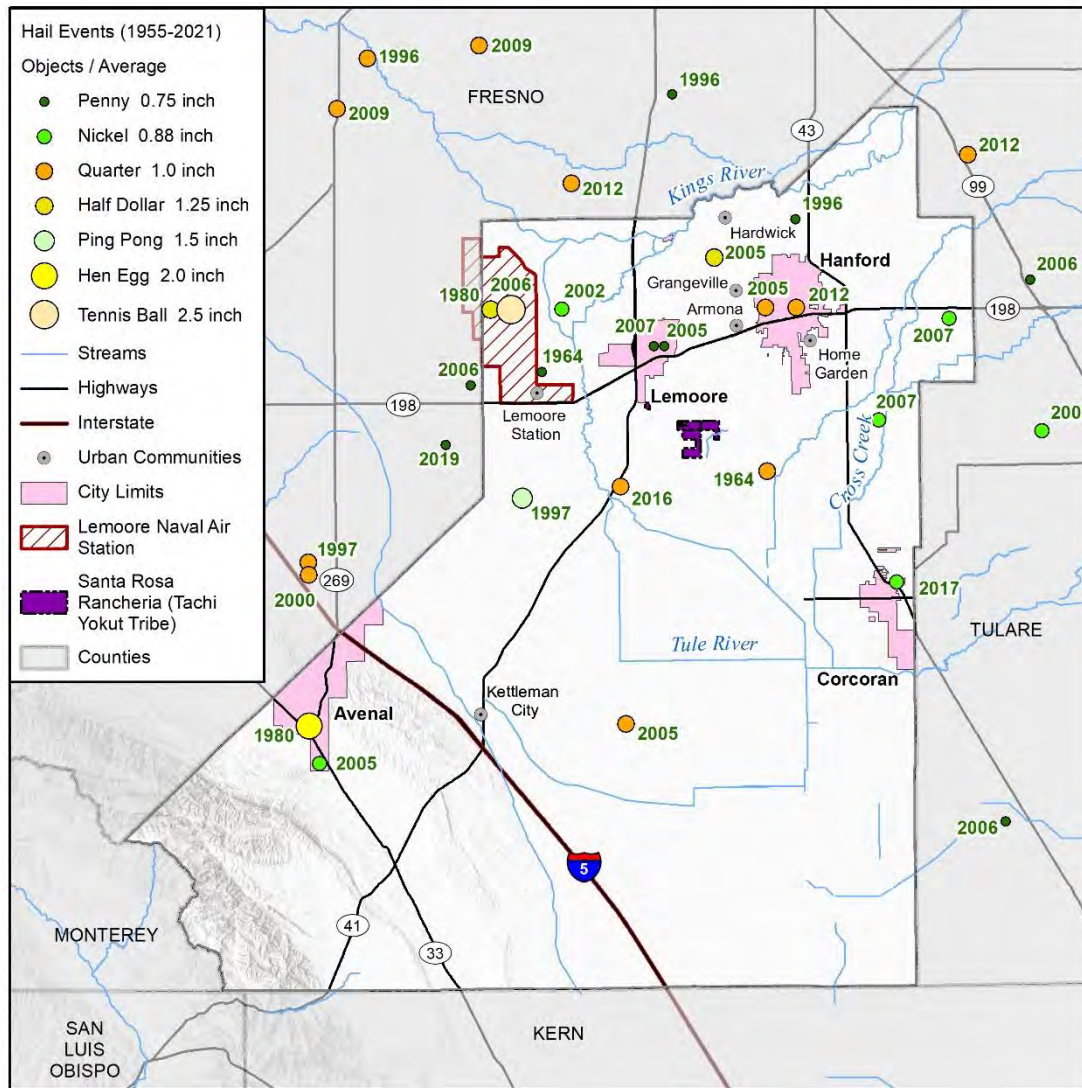 Hail Events (1955-2021)
Objects / Average
Penny 0.75 inch
Nickel 0.88 inch
Quarter 1.0 inch
Half Dollar 1.25 inch
Ping Pong 1.5 inch
Hen Egg 2.0 inch
Tennis Ball 2.5 inch
Streams
Highways
Interstate
Urban Communities
City Limits
Lemoore Naval Air
Station
Santa Rosa
Rancheria (Tachi
Yokut Tribe)
Counties
2009
1996
FRESNO
1996
2009
43
2012
99
2012
Kings River
1996
Hardwick
2005
Hanford
Grangeville
2006
1980
2006
2002
2005
2012
198
Armona
2007
2005
2007
Home
Garden
1964
2006
198
Lemoore
Station
Lemoore
2007
200
Cross Creek
2019
1964
2016
1997
1997
269
2000
2017
TULARE
Tule River
Corcoran
Kettleman
City
Avenal
1980
2005
2005
2006
5
41
33
MONTEREY
SAN
LUIS
OBISPO
KERN